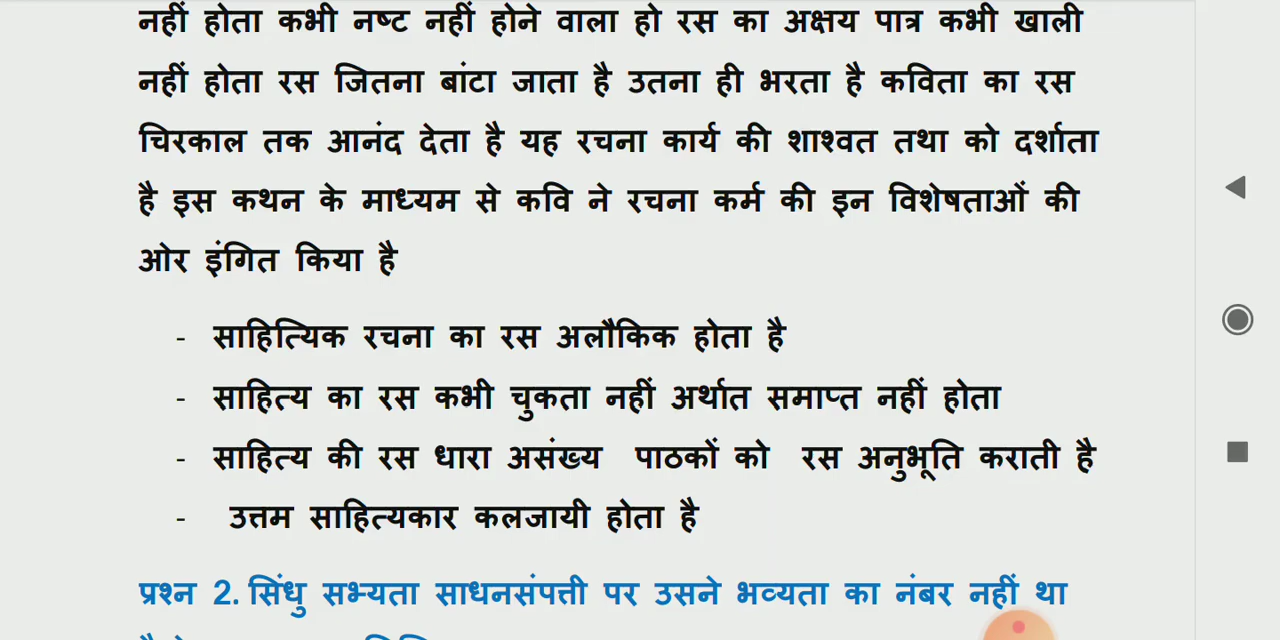 नहीं होता कभी नष्ट नहीं होने वाला हो रस का अक्षय पात्र कभी खाली
नहीं होता रस जितना बांटा जाता है उतना ही भरता है कविता का रस
चिरकाल तक आनंद देता है यह रचना कार्य की शाश्वत तथा को दर्शाता
है इस कथन के माध्यम से कवि ने रचना कर्म की इन विशेषताओं की
ओर इंगित किया है
- साहित्यिक रचना का रस अलौकिक होता है
- साहित्य का रस कभी चुकता नहीं अर्थात समाप्त नहीं होता
- साहित्य की रस धारा असंख्य पाठकों को रस अनुभूति कराती है
- उत्तम साहित्यकार कलजायी होता है
प्रश्न 2. सिंधु सभ्यता साधनसंपत्ती पर उसने भव्यता का नंबर नहीं था